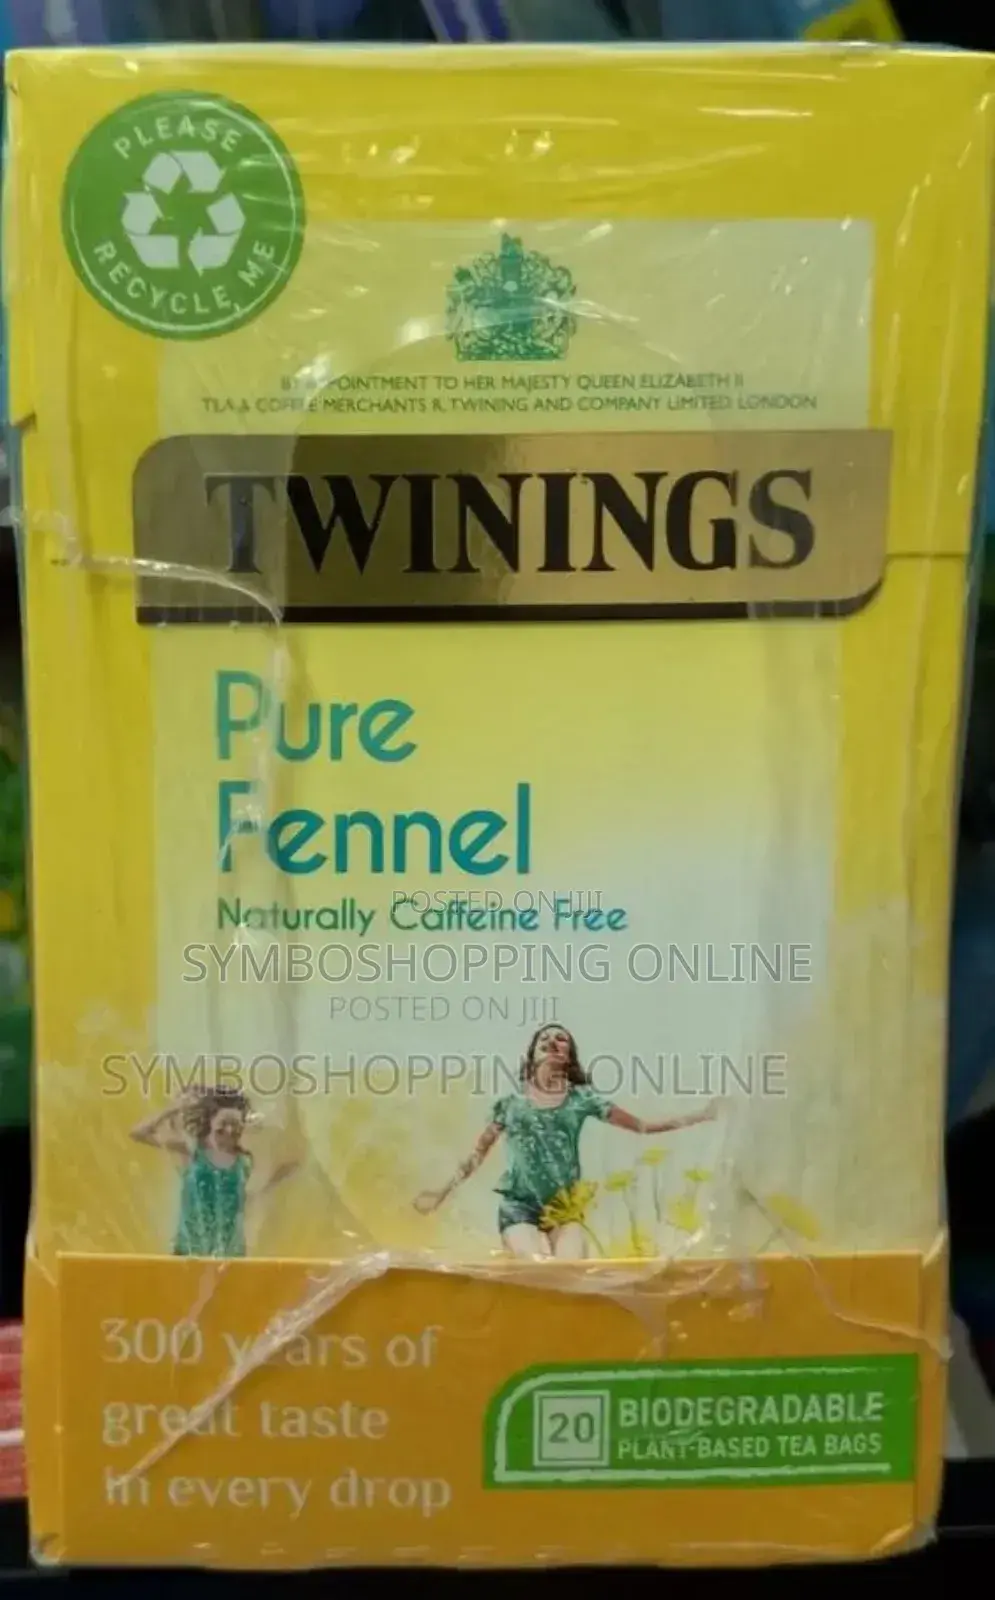 PLEASE
RECYCLE ME
BY APPOINTMENT TO HER MAJESTY QUEEN ELIZABETH II
TEA & COFFEE MERCHANTS R. TWINING AND COMPANY LIMITED LONDON
TWININGS
Pure
Fennel
Naturally Caffeine Free
POSTED ON JIJI
SYMBOSHOPPING ONLINE
POSTED ON JIJI
SYMBOSHOPPING ONLINE
300 years of
great taste
in every drop
20 BIODEGRADABLE
PLANT-BASED TEA BAGS